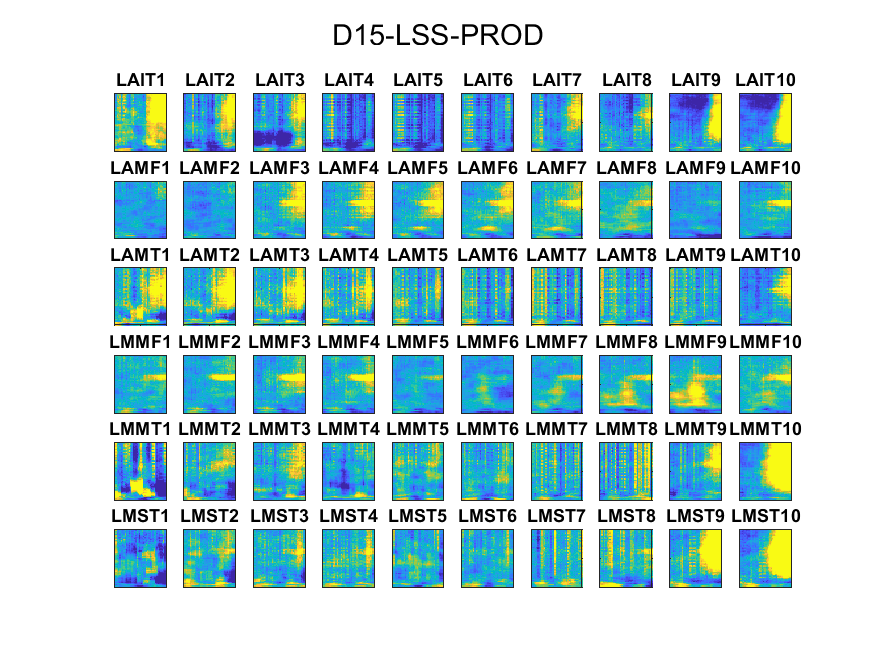 D15-LSS-PROD
LAIT1 LAIT2 LAIT3 LAIT4 LAIT5 LAIT6 LAIT7 LAIT8 LAIT9 LAIT10
LAMF1 LAMF2 LAMF3 LAMF4 LAMF5 LAMF6 LAMF7 LAMF8 LAMF9 LAMF10
LAMT1 LAMT2 LAMT3 LAMT4 LAMT5 LAMT6 LAMT7 LAMT8 LAMT9 LAMT10
LMMF1 LMMF2 LMMF3 LMMF4 LMMF5 LMMF6 LMMF7 LMMF8 LMMF9 LMMF10
LMMT1 LMMT2 LMMT3 LMMT4 LMMT5 LMMT6 LMMT7 LMMT8 LMMT9 LMMT10
LMST1 LMST2 LMST3 LMST4 LMST5 LMST6 LMST7 LMST8 LMST9 LMST10